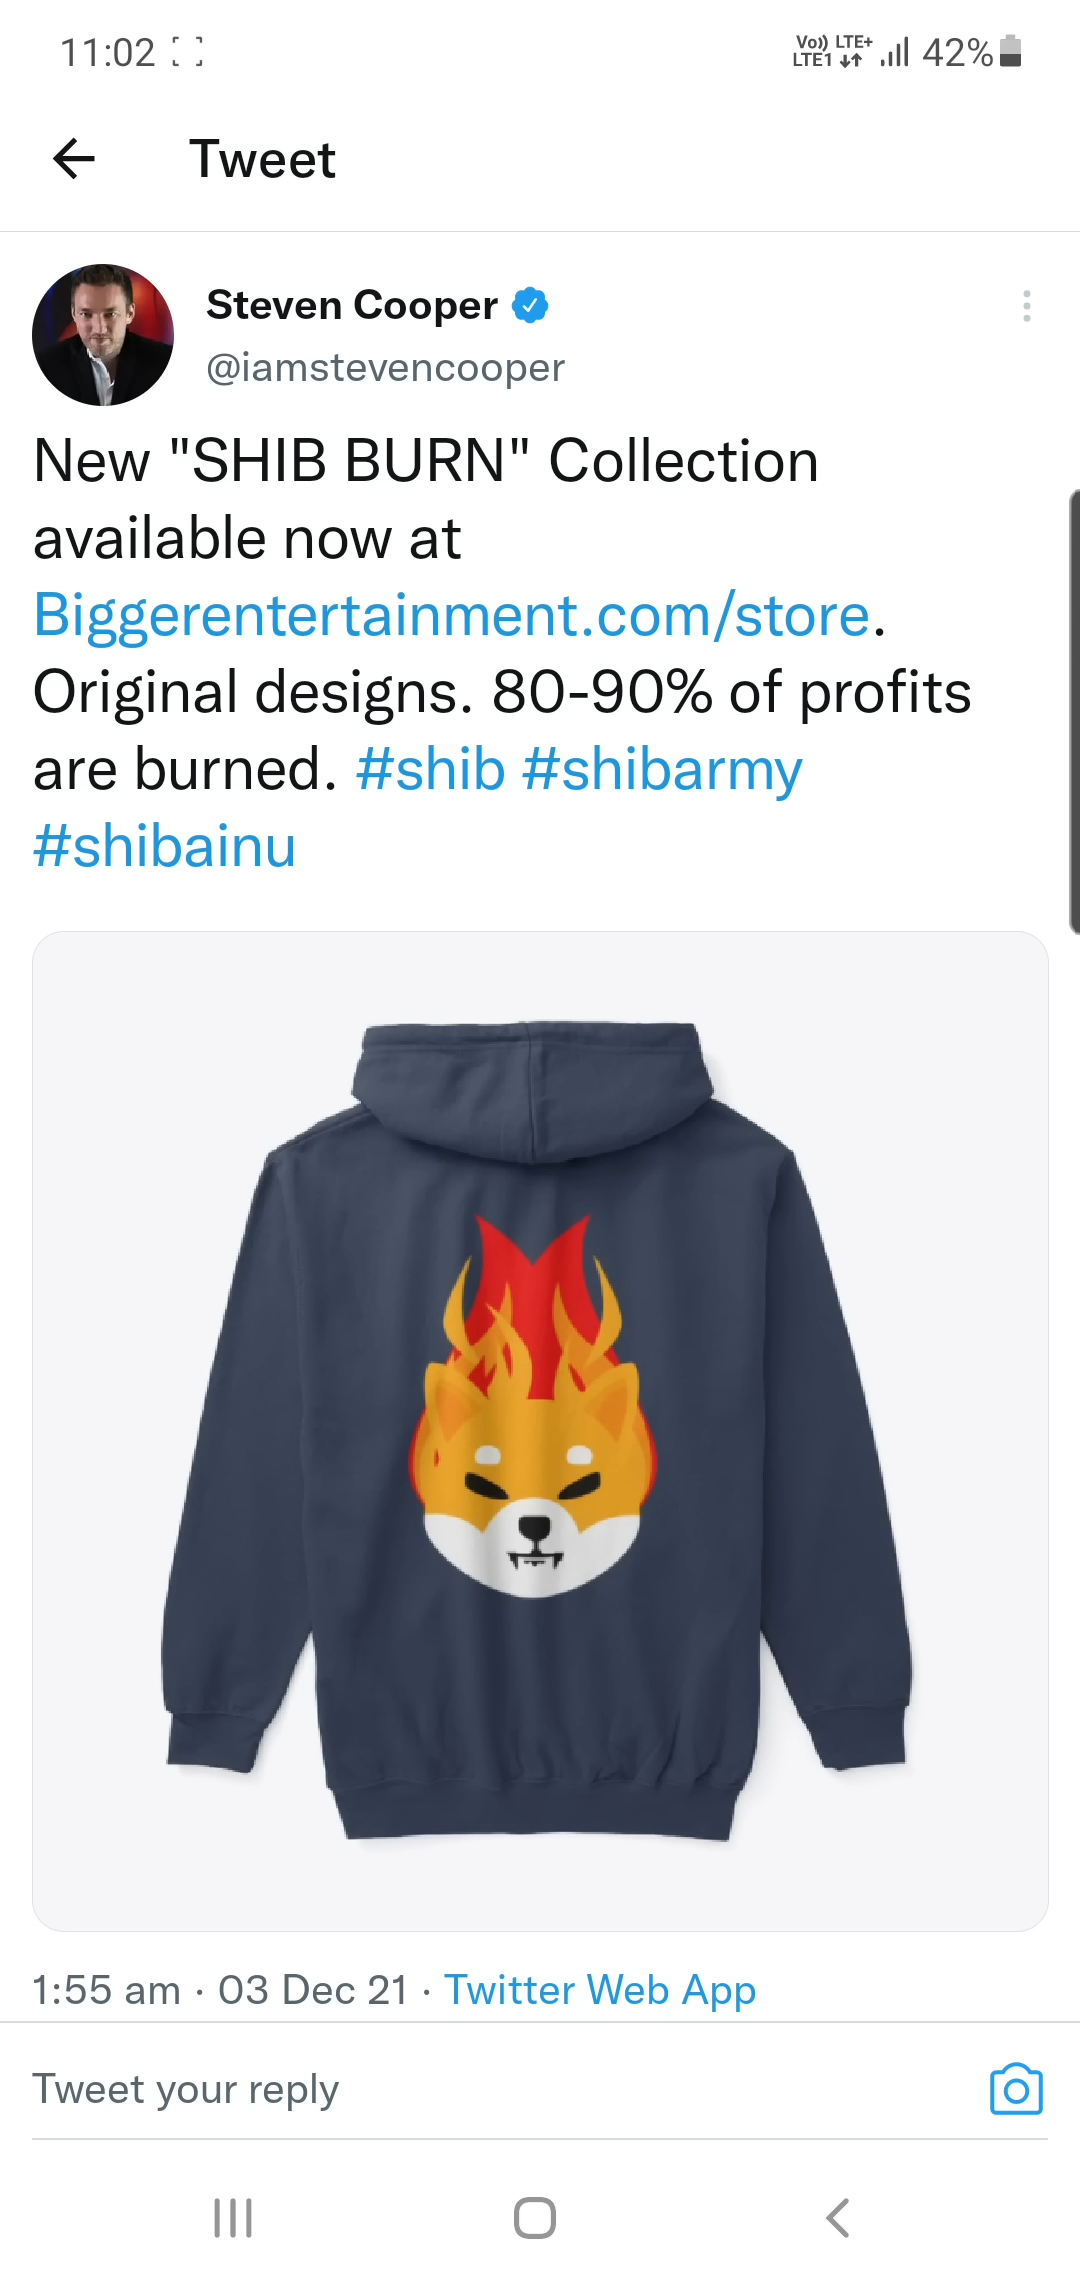 11:02
Vo)) LTE+
LTE1
42%
Tweet
Steven Cooper
@iamstevencooper
New "SHIB BURN" Collection
available now at
Biggerentertainment.com/store.
Original designs. 80-90% of profits
are burned. #shib #shibarmy
#shibainu
1:55 am · 03 Dec 21 · Twitter Web App
Tweet your reply